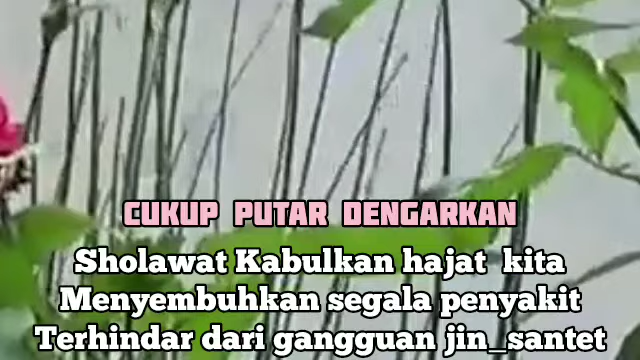 CUKUP PUTAR DENGARKAN
Sholawat Kabulkan hajat kita
Menyembuhkan segala penyakit
Terhindar dari gangguan jin_santet